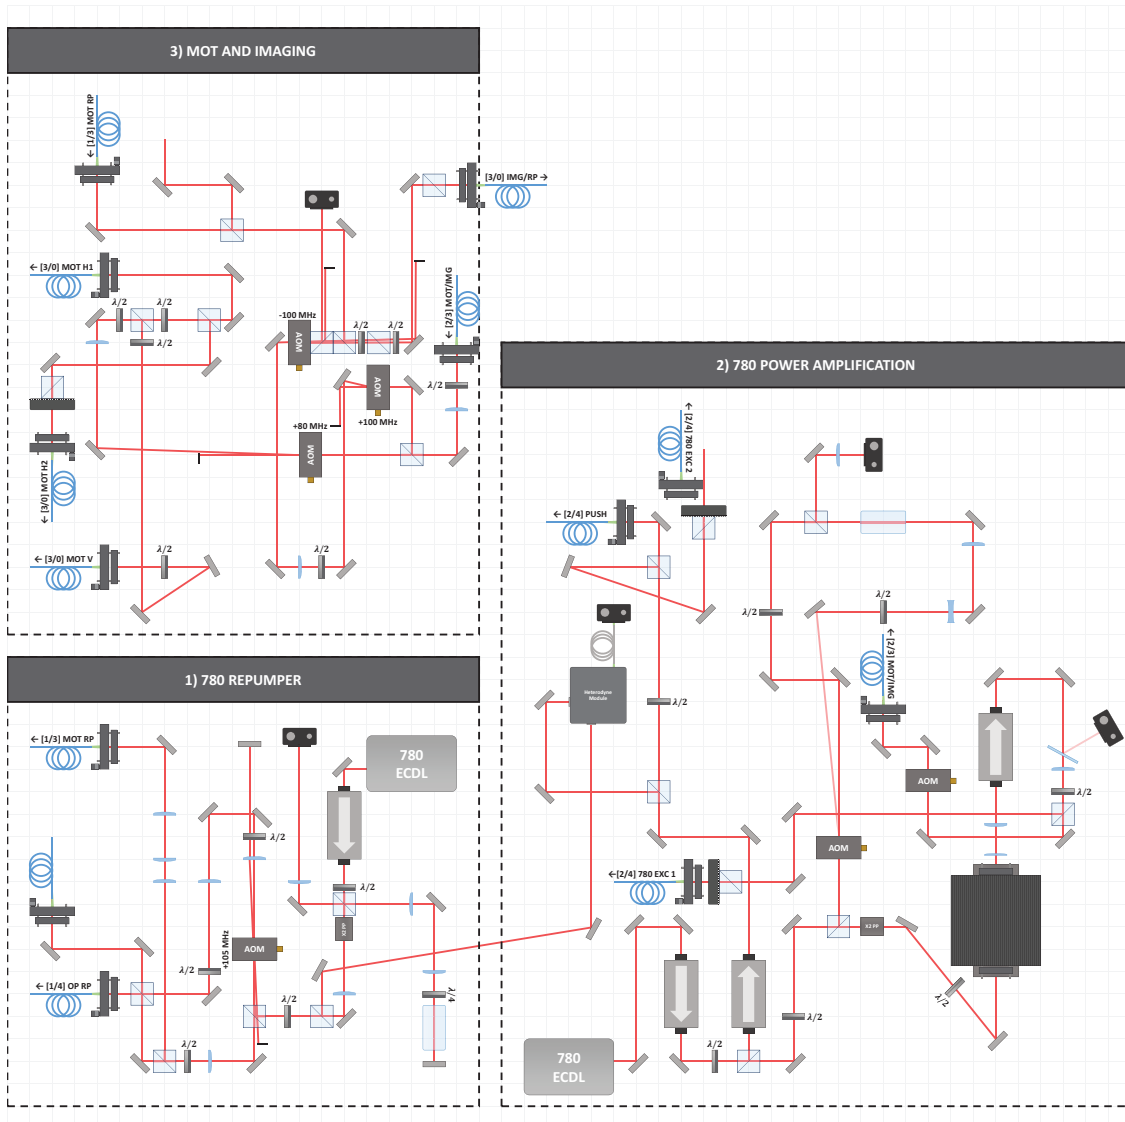 3) MOT AND IMAGING
← [1/3] MOT RP
[3/0] IMG/RP →
← [3/0] MOT H1
← [2/3] MOT/IMG
λ/2
λ/2
-100 MHz
AOM
λ/2
λ/2
λ/2
λ/2
AOM
+100 MHz
+80 MHz
AOM
← [3/0] MOT H2
← [3/0] MOT V
λ/2
λ/2
2) 780 POWER AMPLIFICATION
← [2/4] 780 EXC 2
← [2/4] PUSH
λ/2
λ/2
← [2/3] MOT/IMG
Heterodyne
Module
λ/2
AOM
λ/2
AOM
←[2/4] 780 EXC 1
X2 PP
λ/2
λ/2
λ/2
780
ECDL
1) 780 REPUMPER
← [1/3] MOT RP
780
ECDL
λ/2
λ/2
X2 PP
+105 MHz
AOM
λ/2
← [1/4] OP RP
λ/2
λ/4
λ/2